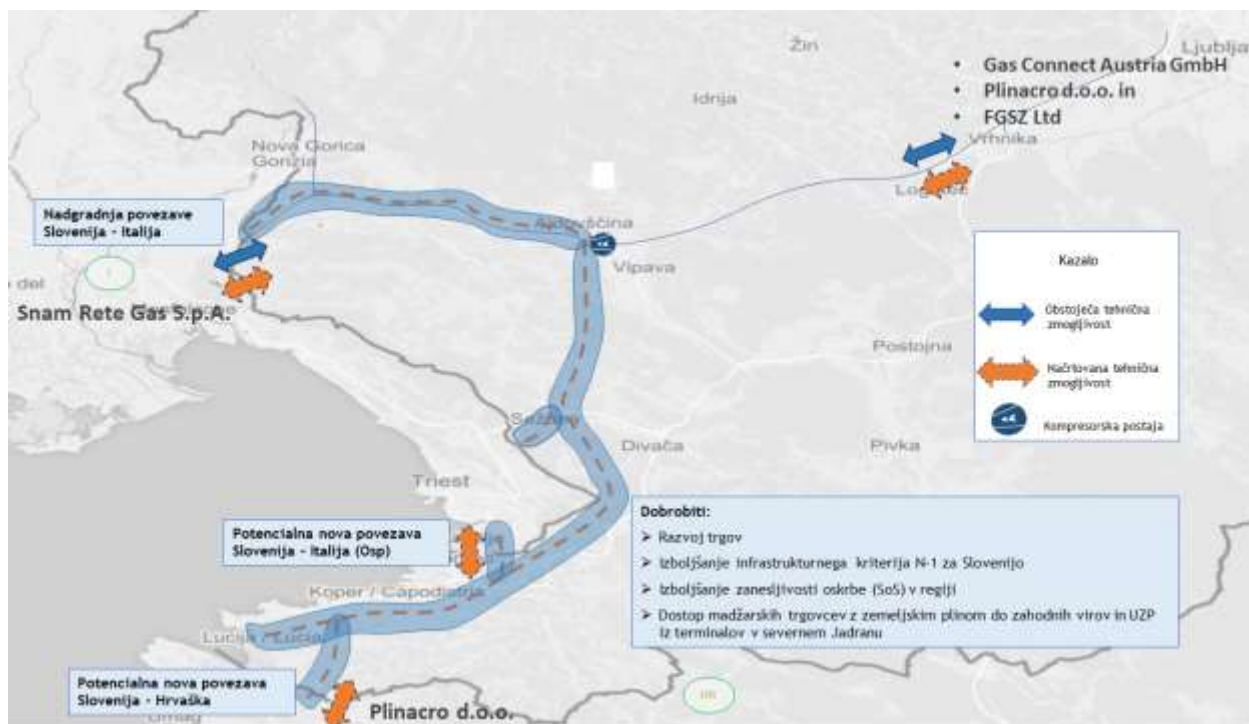 Žiri
Ljublja
Idrija
• Gas Connect Austria GmbH
• Plinacro d.o.o. in
• FGSZ Ltd
Vrhnika
Nova Gorica
Gorizia
Nadgradnja povezave
Slovenija - Italija
Ajdovščina
Vipava
o del
Snam Rete Gas S.p.A.
Kazalo
Obstoječa tehnična
zmogljivost
Načrtovana tehnična
zmogljivost
Kompresorska postaja
Postojna
Divača
Pivka
Triest
Potencialna nova povezava
Slovenija - Italija (Osp)
Koper / Capodistria
Lucija / Lucia
Dobrobiti:
➢ Razvoj trgov
➢ Izboljšanje infrastrukturnega kriterija N-1 za Slovenijo
➢ Izboljšanje zanesljivosti oskrbe (SoS) v regiji
➢ Dostop madžarskih trgovcev z zemeljskim plinom do zahodnih virov in UZP
iz terminalov v severnem Jadranu
Potencialna nova povezava
Slovenija - Hrvaška
Umag
Plinacro d.o.o.
HR